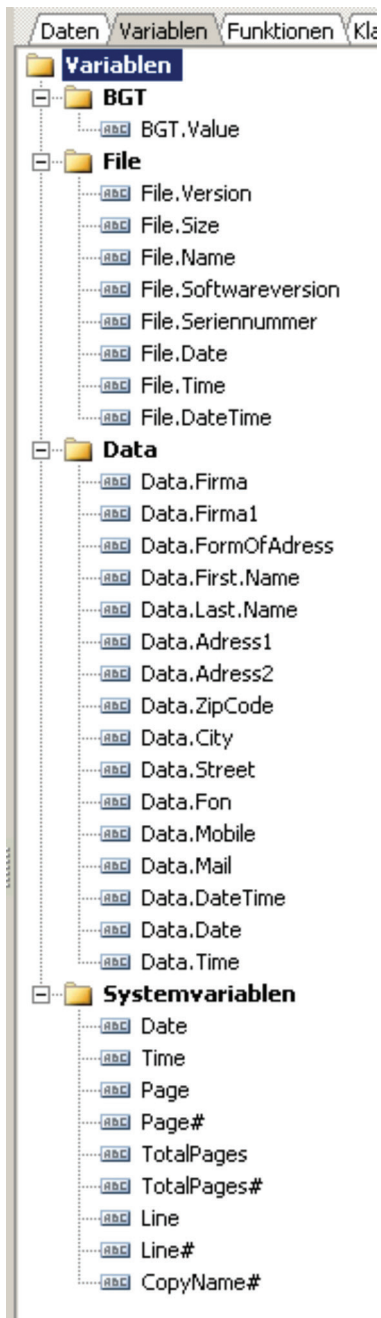 Daten Variablen Funktionen Kla
Variablen
BGT
BGT.Value
File
File.Version
File.Size
File.Name
File.Softwareversion
File.Seriennummer
File.Date
File.Time
File.DateTime
Data
Data.Firma
Data.Firma1
Data.FormOfAdress
Data.First.Name
Data.Last.Name
Data.Adress1
Data.Adress2
Data.ZipCode
Data.City
Data.Street
Data.Fon
Data.Mobile
Data.Mail
Data.DateTime
Data.Date
Data.Time
Systemvariablen
Date
Time
Page
Page#
TotalPages
TotalPages#
Line
Line#
CopyName#